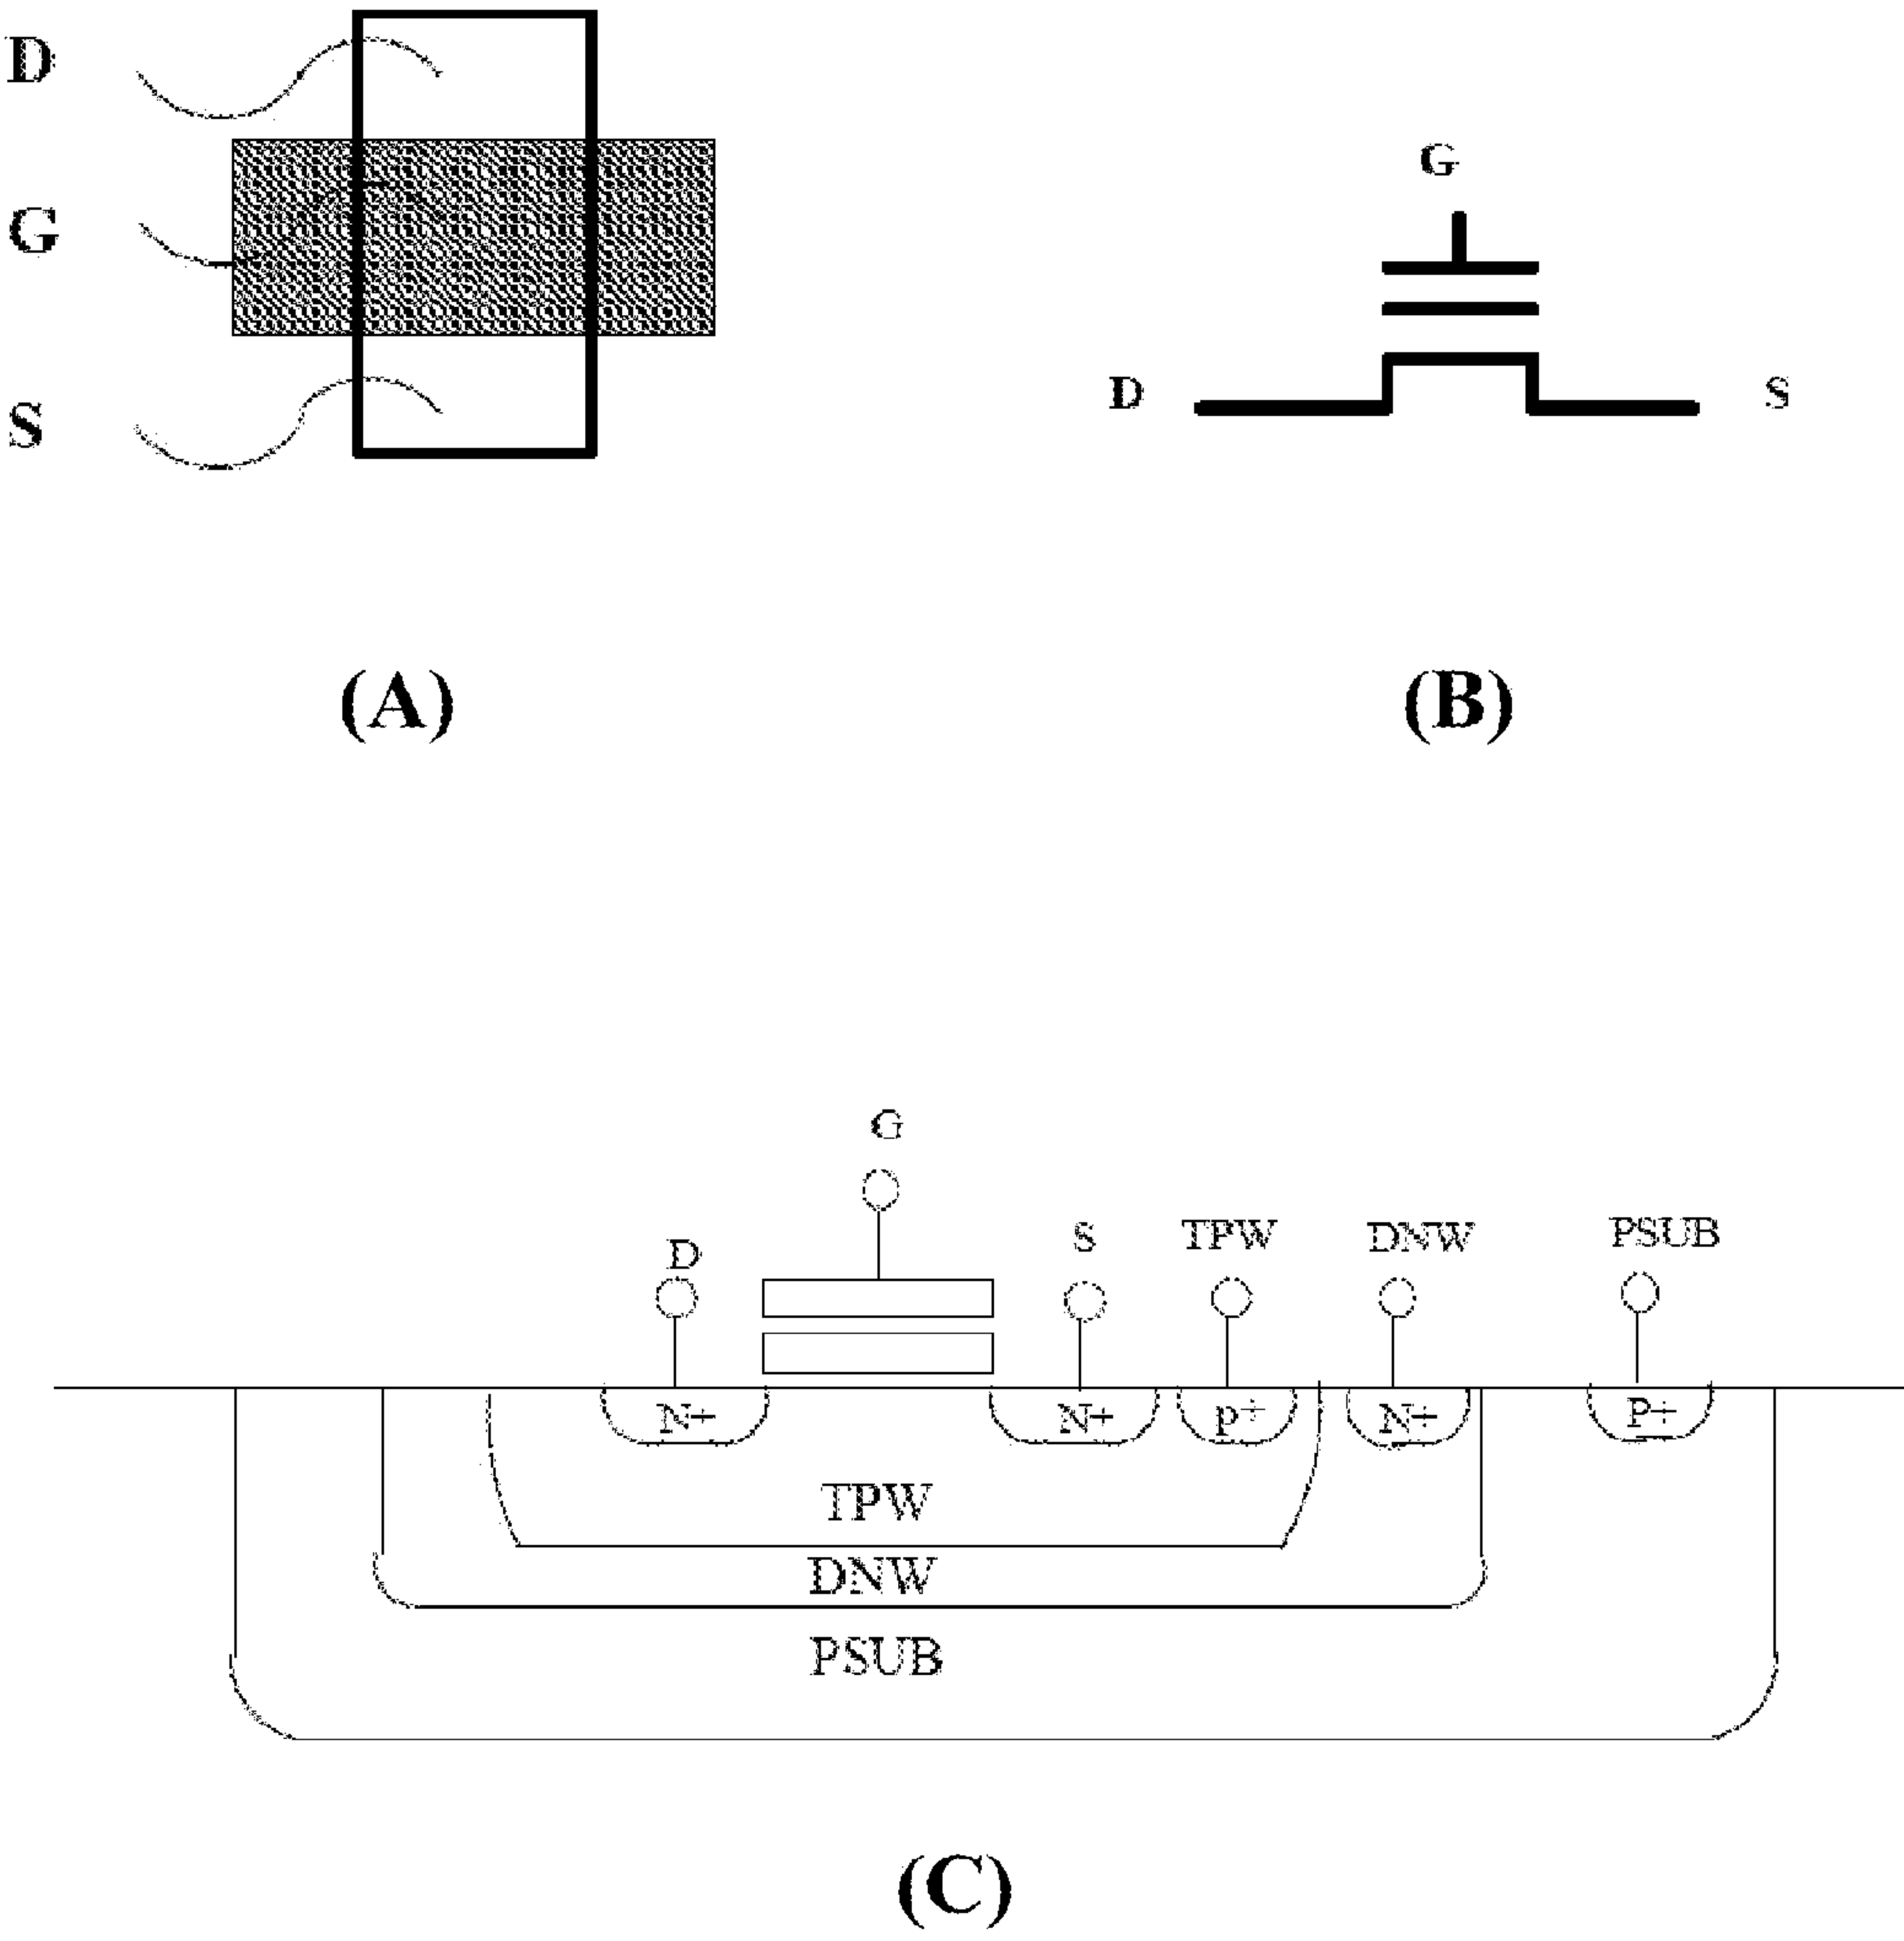 D
G
G
D
S
S
(A)
(B)
G
D
S
TPW
DNW
PSUB
N+
N+
p+
N+
P+
TPW
DNW
PSUB
(C)